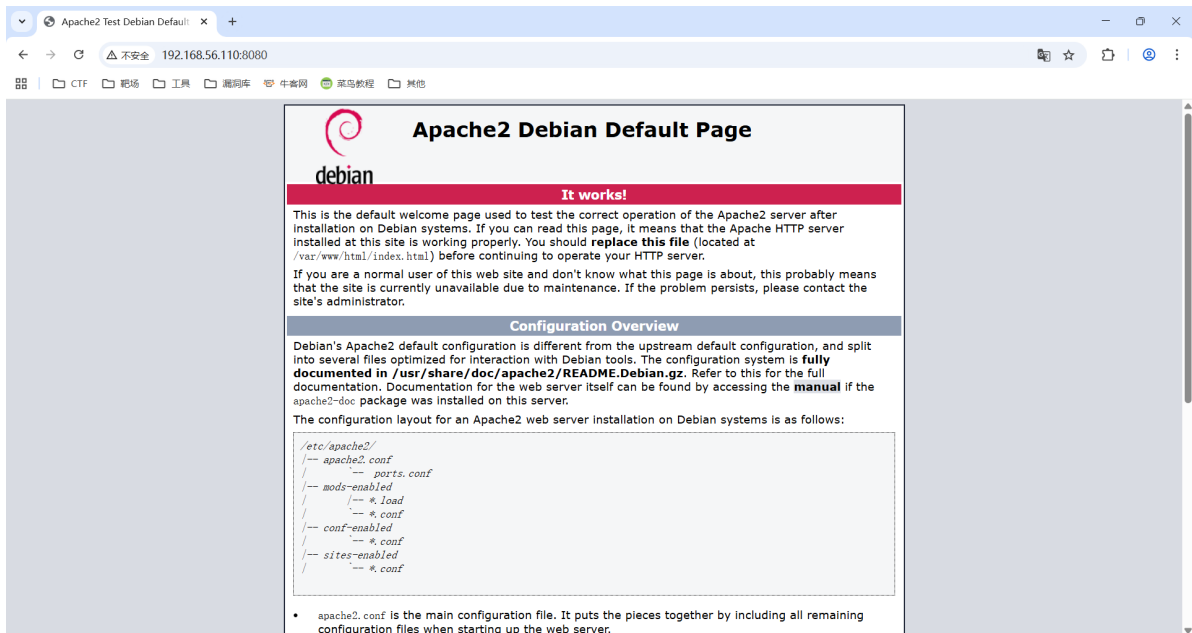 Apache2 Test Debian Default
不安全
192.168.56.110:8080
CTF
靶场
工具
漏洞库
牛客网
菜鸟教程
其他
debian
Apache2 Debian Default Page
It works!
This is the default welcome page used to test the correct operation of the Apache2 server after
installation on Debian systems. If you can read this page, it means that the Apache HTTP server
installed at this site is working properly. You should replace this file (located at
/var/www/html/index.html) before continuing to operate your HTTP server.
If you are a normal user of this web site and don't know what this page is about, this probably means
that the site is currently unavailable due to maintenance. If the problem persists, please contact the
site's administrator.
Configuration Overview
Debian's Apache2 default configuration is different from the upstream default configuration, and split
into several files optimized for interaction with Debian tools. The configuration system is fully
documented in /usr/share/doc/apache2/README.Debian.gz. Refer to this for the full
documentation. Documentation for the web server itself can be found by accessing the manual if the
apache2-doc package was installed on this server.
The configuration layout for an Apache2 web server installation on Debian systems is as follows:
/etc/apache2/
|-- apache2.conf
|       `--  ports.conf
|-- mods-enabled
|       |-- *.load
|       `-- *.conf
|-- conf-enabled
|       `-- *.conf
|-- sites-enabled
|       `-- *.conf
• apache2.conf is the main configuration file. It puts the pieces together by including all remaining
configuration files when starting up the web server.